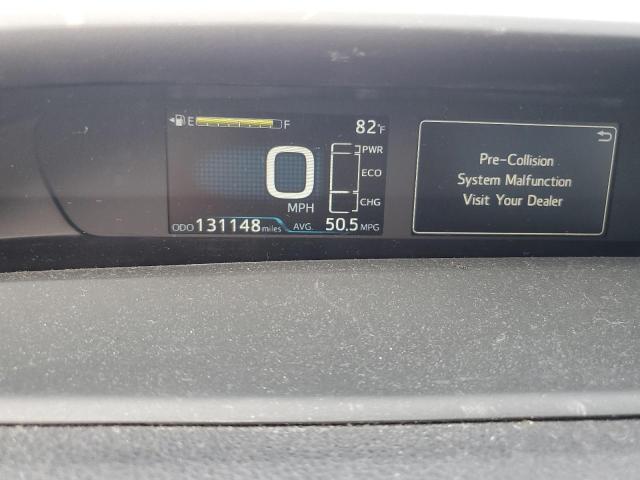 E F 82°F
0 PWR
ECO
MPH CHG
ODO 131148 miles AVG 50.5 MPG
Pre-Collision
System Malfunction
Visit Your Dealer